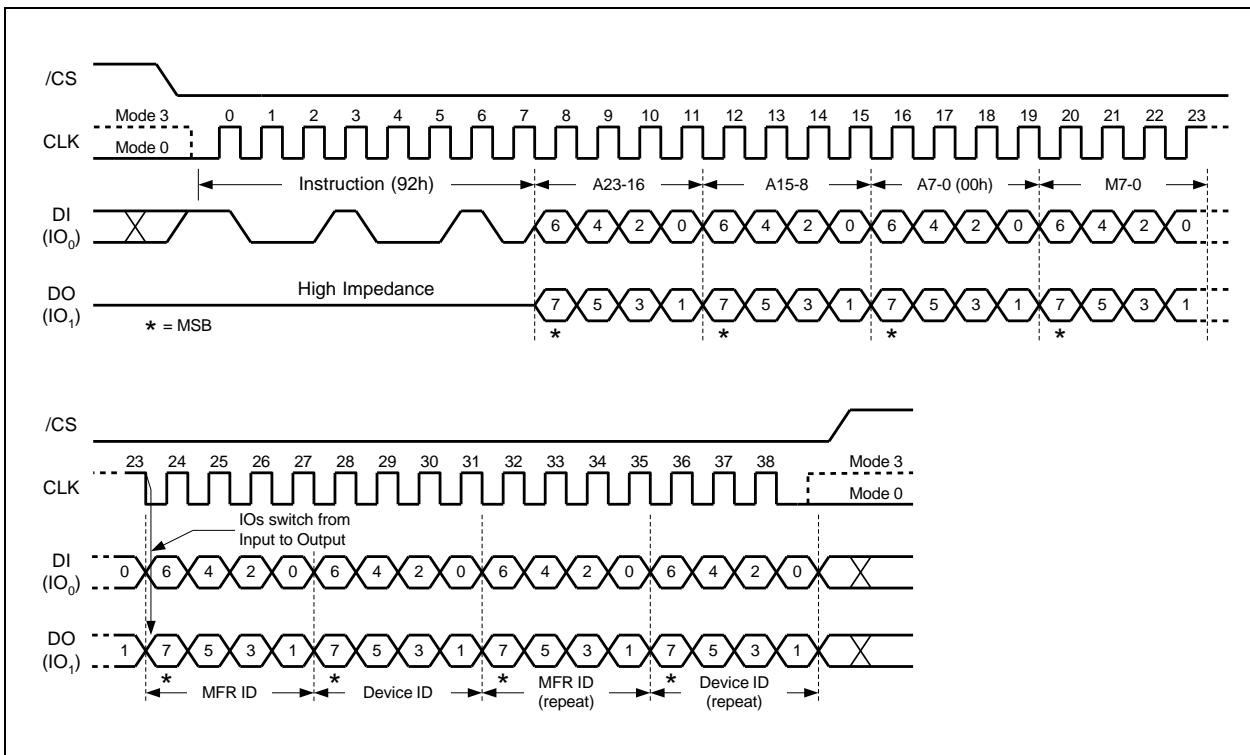 /CS
Mode 3 0 1 2 3 4 5 6 7 8 9 10 11 12 13 14 15 16 17 18 19 20 21 22 23
CLK
Mode 0
Instruction (92h) A23-16 A15-8 A7-0 (00h) M7-0
DI
(IO0)
6 4 2 0 6 4 2 0 6 4 2 0 6 4 2 0
High Impedance
DO
(IO1)
7 5 3 1 7 5 3 1 7 5 3 1 7 5 3 1
* = MSB
* * * *
/CS
23 24 25 26 27 28 29 30 31 32 33 34 35 36 37 38 Mode 3
CLK
Mode 0
IOs switch from
Input to Output
DI
(IO0)
0 6 4 2 0 6 4 2 0 6 4 2 0 6 4 2 0
DO
(IO1)
1 7 5 3 1 7 5 3 1 7 5 3 1 7 5 3 1
* * * *
MFR ID Device ID MFR ID
(repeat)
Device ID
(repeat)